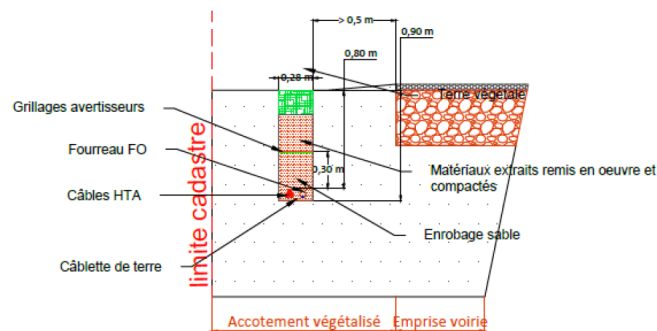 > 0,5 m
0,90 m
0,80 m
0,28 m
Terre végétale
Grillages avertisseurs
Fourreau FO
0,30 m
Matériaux extraits remis en oeuvre et
compactés
Câbles HTA
Enrobage sable
Câblette de terre
limite cadastre
Accotement végétalisé
Emprise voirie